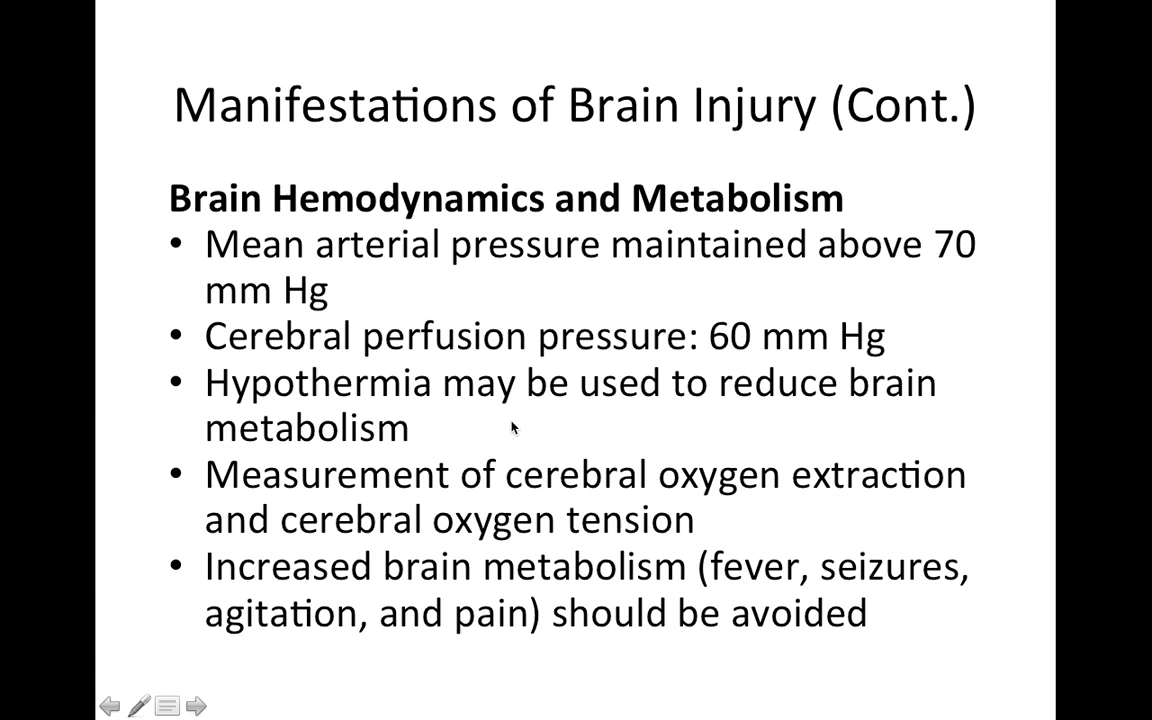 Manifestations of Brain Injury (Cont.)
Brain Hemodynamics and Metabolism
• Mean arterial pressure maintained above 70
mm Hg
• Cerebral perfusion pressure: 60 mm Hg
• Hypothermia may be used to reduce brain
metabolism
• Measurement of cerebral oxygen extraction
and cerebral oxygen tension
• Increased brain metabolism (fever, seizures,
agitation, and pain) should be avoided